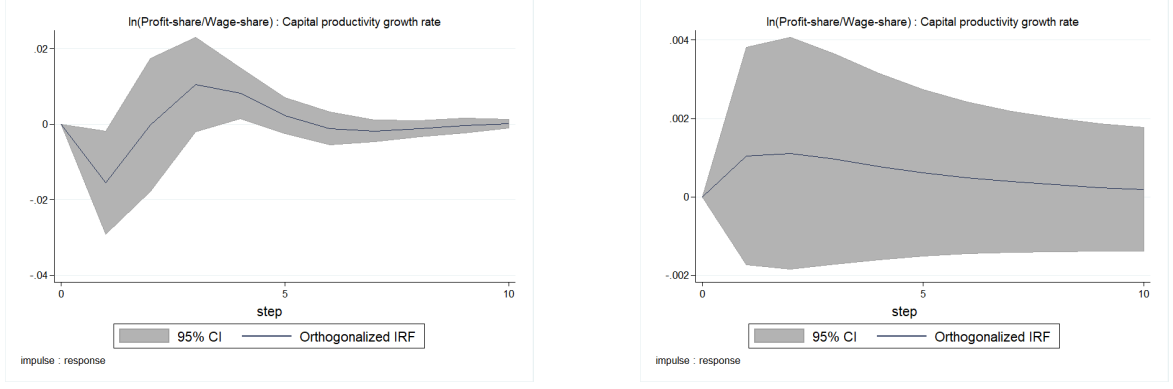 ln(Profit-share/Wage-share) : Capital productivity growth rate
.02
0
-.02
-.04
0
5
10
step
95% CI
Orthogonalized IRF
impulse : response
ln(Profit-share/Wage-share) : Capital productivity growth rate
.004
.002
0
-.002
0
5
10
step
95% CI
Orthogonalized IRF
impulse : response